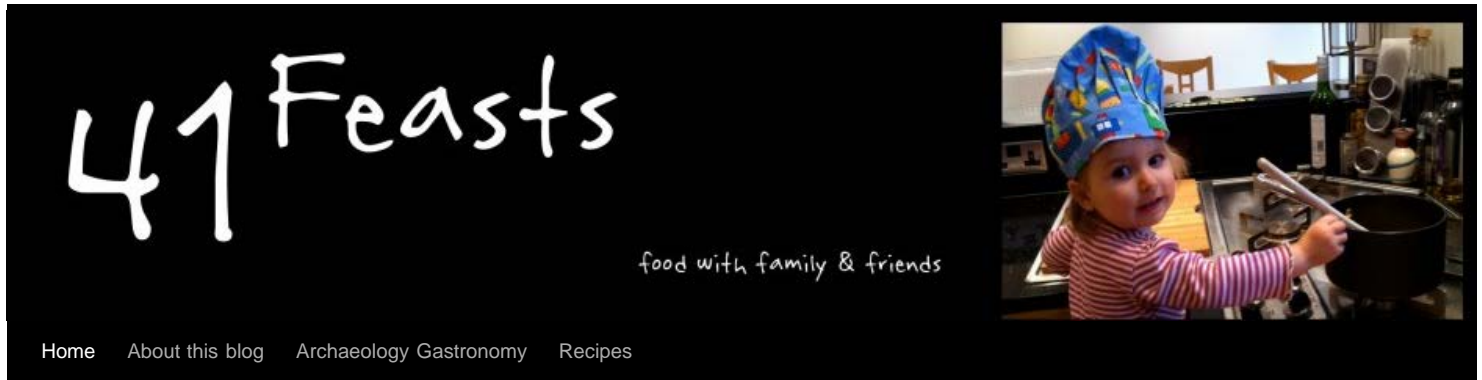 41 Feasts
food with family & friends
Home About this blog Archaeology Gastronomy Recipes